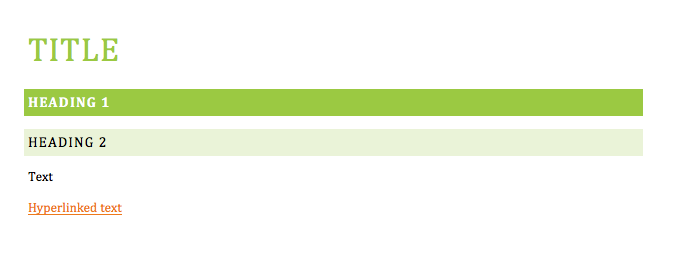 TITLE
HEADING 1
HEADING 2
Text
Hyperlinked text